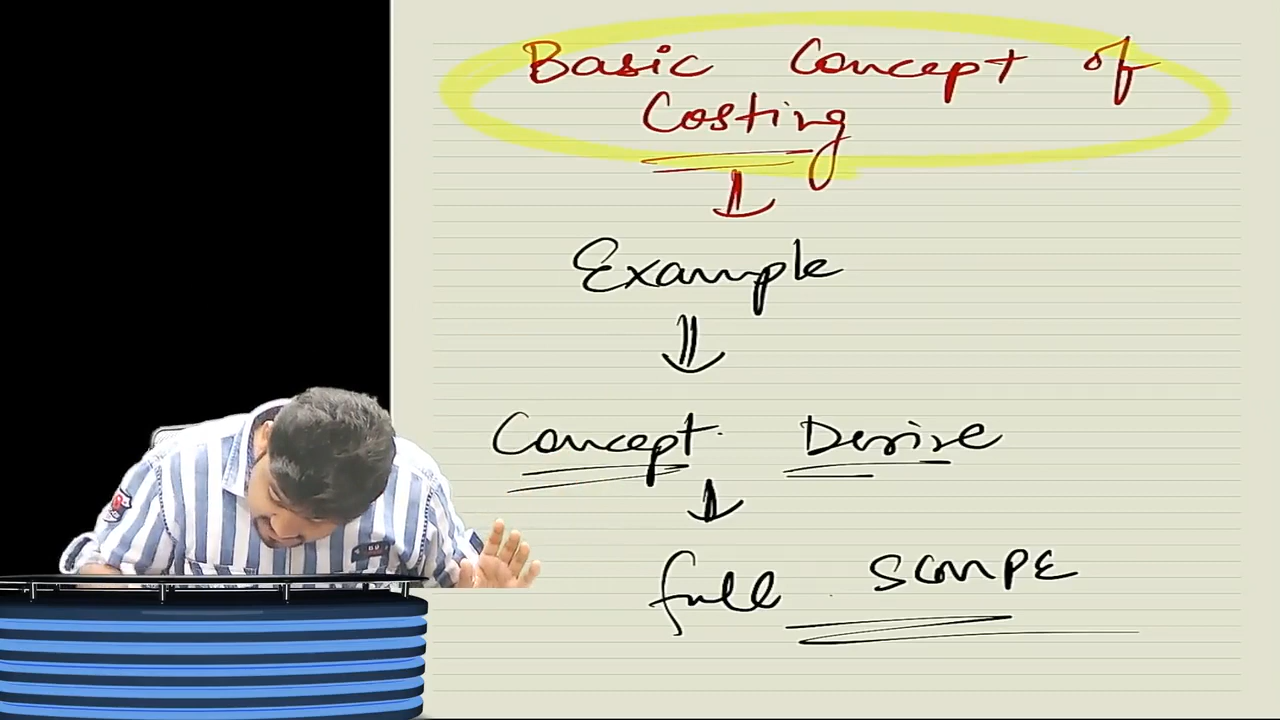 Basic Concept of
Costing
Example
Concept Derive
full scope